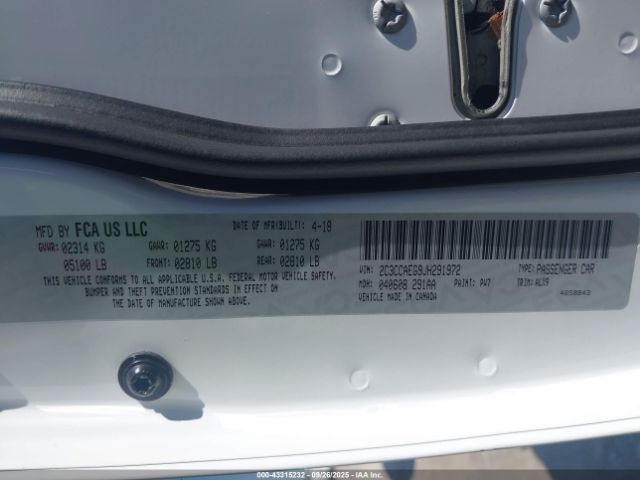 MFD BY FCA US LLC
DATE OF MFR(BUILT): 4-18
GVWR: 02314 KG GAWR: 01275 KG GAWR: 01275 KG
05100 LB FRONT: 02810 LB REAR: 02810 LB
THIS VEHICLE CONFORMS TO ALL APPLICABLE U.S.A. FEDERAL MOTOR VEHICLE SAFETY,
BUMPER AND THEFT PREVENTION STANDARDS IN EFFECT ON
THE DATE OF MANUFACTURE SHOWN ABOVE.
VIN: 2C3CCAEG9JH291972 TYPE: PASSENGER CAR
MDH: 040608 291AA PAINT: PW7 TRIM: ALX9
VEHICLE MADE IN CANADA
000-43315232 - 09/26/2025 - IAA Inc.